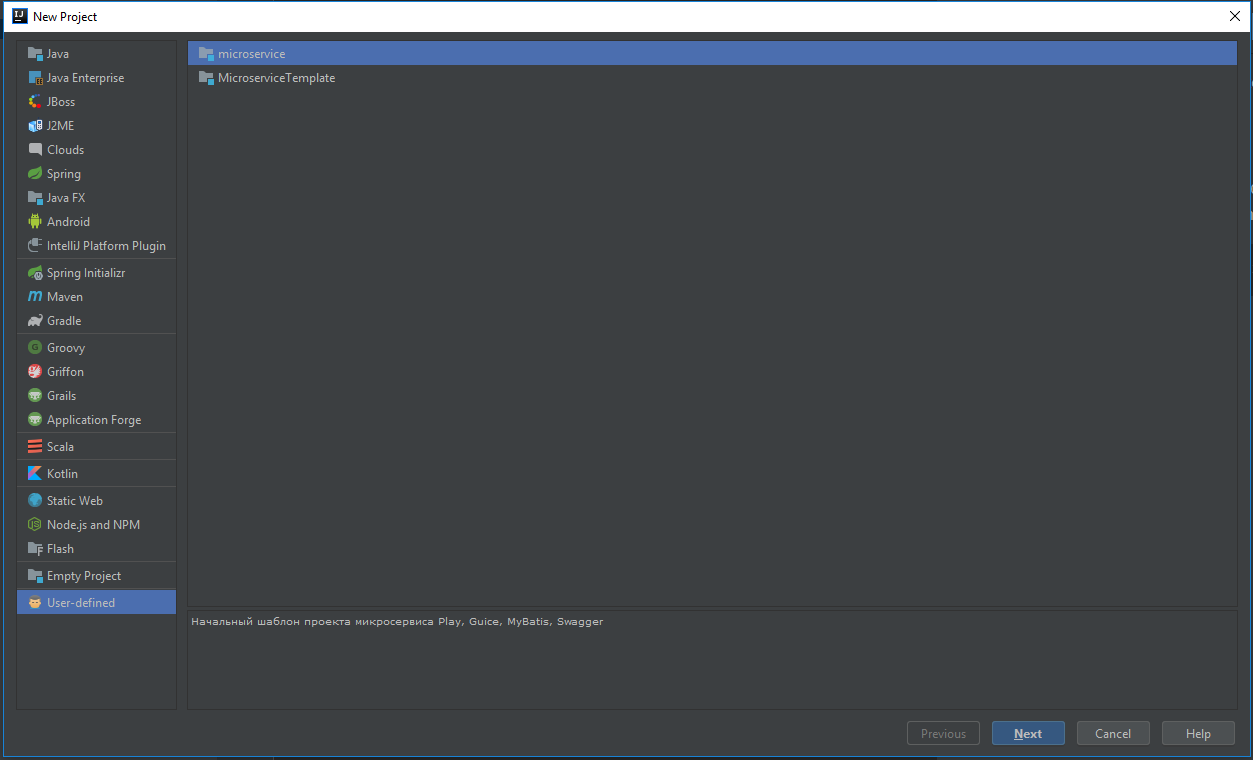 New Project
Java
Java Enterprise
JBoss
J2ME
Clouds
Spring
Java FX
Android
IntelliJ Platform Plugin
Spring Initializr
Maven
Gradle
Groovy
Griffon
Grails
Application Forge
Scala
Kotlin
Static Web
Node.js and NPM
Flash
Empty Project
User-defined
microservice
MicroserviceTemplate
Начальный шаблон проекта микросервиса Play, Guice, MyBatis, Swagger
Previous
Next
Cancel
Help